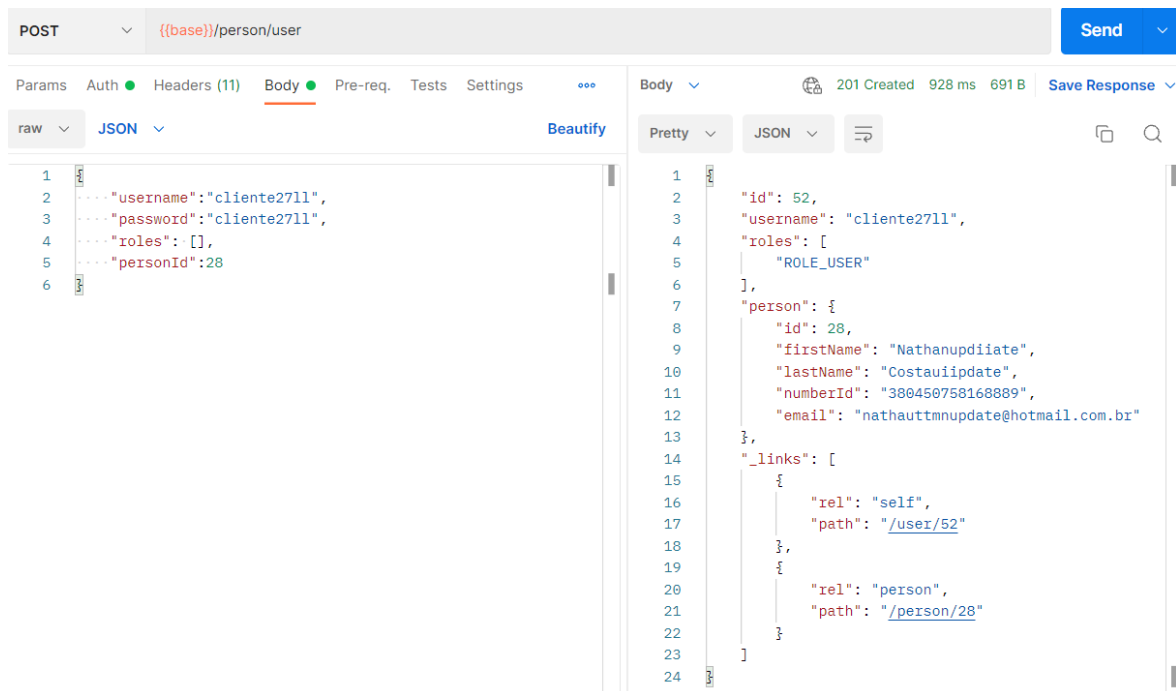 POST {{base}}/person/user Send
Params Auth Headers (11) Body Pre-req. Tests Settings
raw JSON Beautify
1 {
2 "username":"cliente27ll",
3 "password":"cliente27ll",
4 "roles": [],
5 "personId":28
6 }
Body 201 Created 928 ms 691 B Save Response
Pretty JSON
1 {
2 "id": 52,
3 "username": "cliente27ll",
4 "roles": [
5 "ROLE_USER"
6 ],
7 "person": {
8 "id": 28,
9 "firstName": "Nathanupdiiate",
10 "lastName": "Costauiipdate",
11 "numberId": "380450758168889",
12 "email": "nathauttmnupdate@hotmail.com.br"
13 },
14 "_links": [
15 {
16 "rel": "self",
17 "path": "/user/52"
18 },
19 {
20 "rel": "person",
21 "path": "/person/28"
22 }
23 ]
24 }